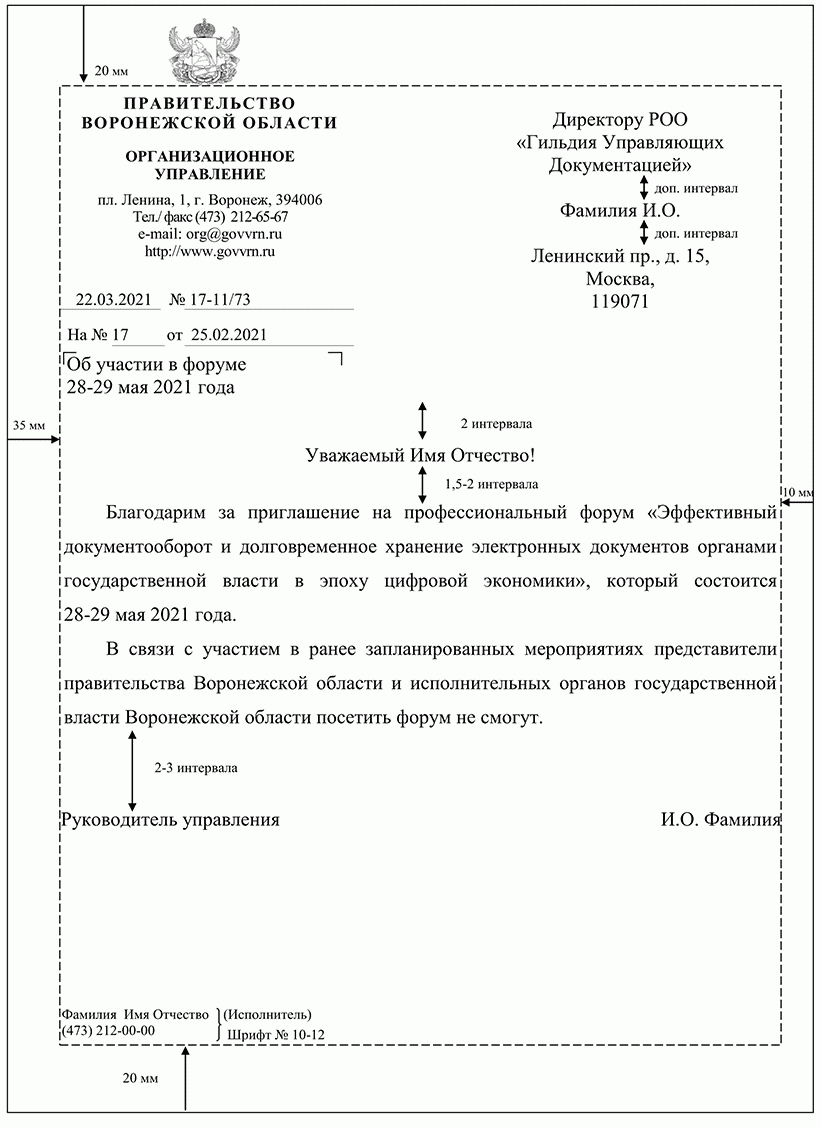 20 мм
ПРАВИТЕЛЬСТВО
ВОРОНЕЖСКОЙ ОБЛАСТИ
ОРГАНИЗАЦИОННОЕ
УПРАВЛЕНИЕ
пл. Ленина, 1, г. Воронеж, 394006
Тел./ факс (473) 212-65-67
e-mail: org@govvrn.ru
http://www.govvrn.ru
22.03.2021 № 17-11/73
На № 17 от 25.02.2021
Об участии в форуме
28-29 мая 2021 года
Директору РОО
«Гильдия Управляющих
Документацией»
доп. интервал
Фамилия И.О.
доп. интервал
Ленинский пр., д. 15,
Москва,
119071
35 мм
2 интервала
Уважаемый Имя Отчество!
1,5-2 интервала
10 мм
Благодарим за приглашение на профессиональный форум «Эффективный
документооборот и долговременное хранение электронных документов органами
государственной власти в эпоху цифровой экономики», который состоится
28-29 мая 2021 года.
В связи с участием в ранее запланированных мероприятиях представители
правительства Воронежской области и исполнительных органов государственной
власти Воронежской области посетить форум не смогут.
2-3 интервала
Руководитель управления И.О. Фамилия
Фамилия Имя Отчество (Исполнитель)
(473) 212-00-00 Шрифт № 10-12
20 мм